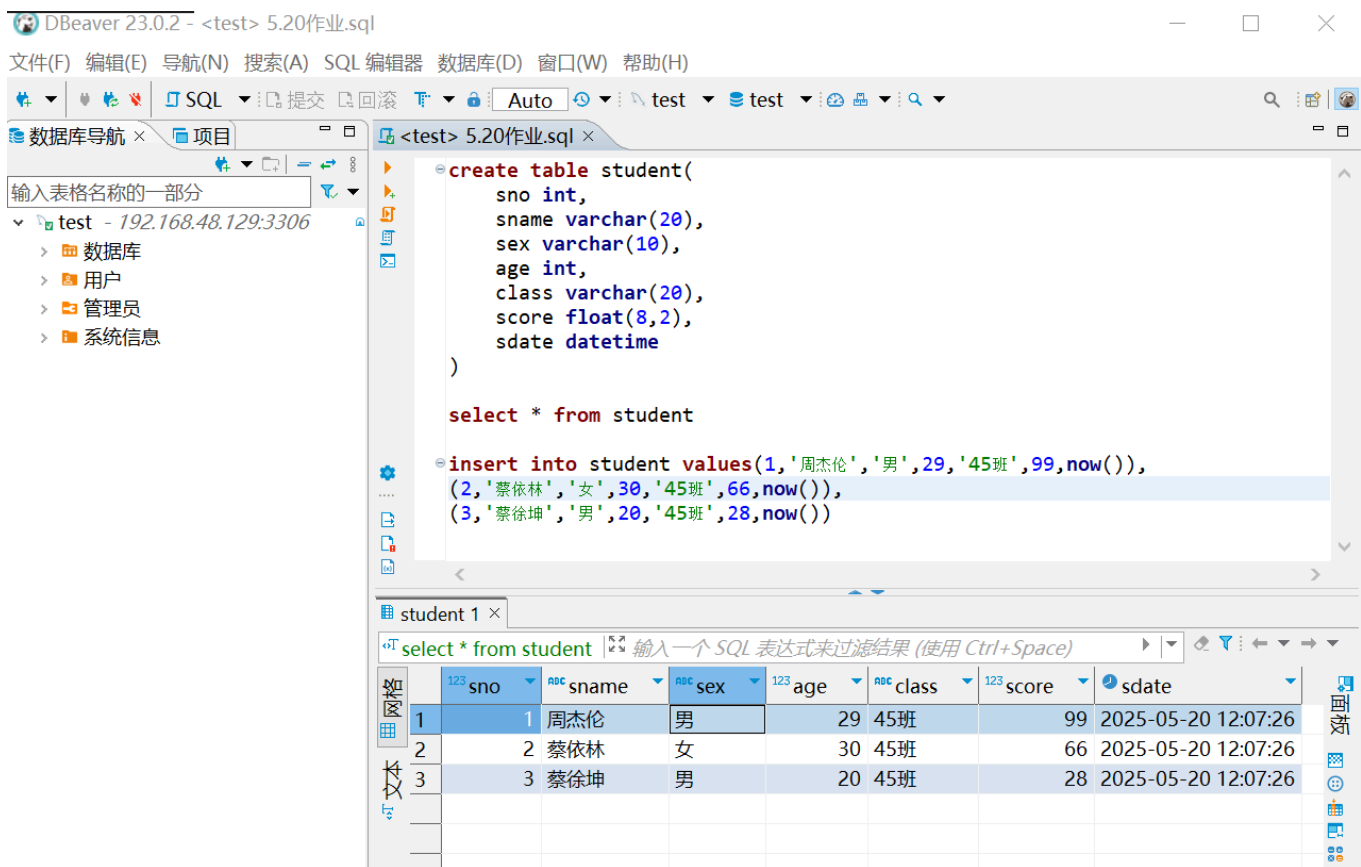 DBeaver 23.0.2 - <test> 5.20作业.sql
文件(F) 编辑(E) 导航(N) 搜索(A) SQL 编辑器 数据库(D) 窗口(W) 帮助(H)
SQL 提交 回滚 Auto test test
数据库导航 项目
<test> 5.20作业.sql
输入表格名称的一部分
test - 192.168.48.129:3306
数据库
用户
管理员
系统信息
create table student(
sno int,
sname varchar(20),
sex varchar(10),
age int,
class varchar(20),
score float(8,2),
sdate datetime
)
select * from student
insert into student values(1,'周杰伦','男',29,'45班',99,now()),
(2,'蔡依林','女',30,'45班',66,now()),
(3,'蔡徐坤','男',20,'45班',28,now())
student 1
select * from student 输入一个 SQL 表达式来过滤结果 (使用 Ctrl+Space)
网格
文本
123 sno ABC sname ABC sex 123 age ABC class 123 score sdate
1 1 周杰伦 男 29 45班 99 2025-05-20 12:07:26
2 2 蔡依林 女 30 45班 66 2025-05-20 12:07:26
3 3 蔡徐坤 男 20 45班 28 2025-05-20 12:07:26
面板